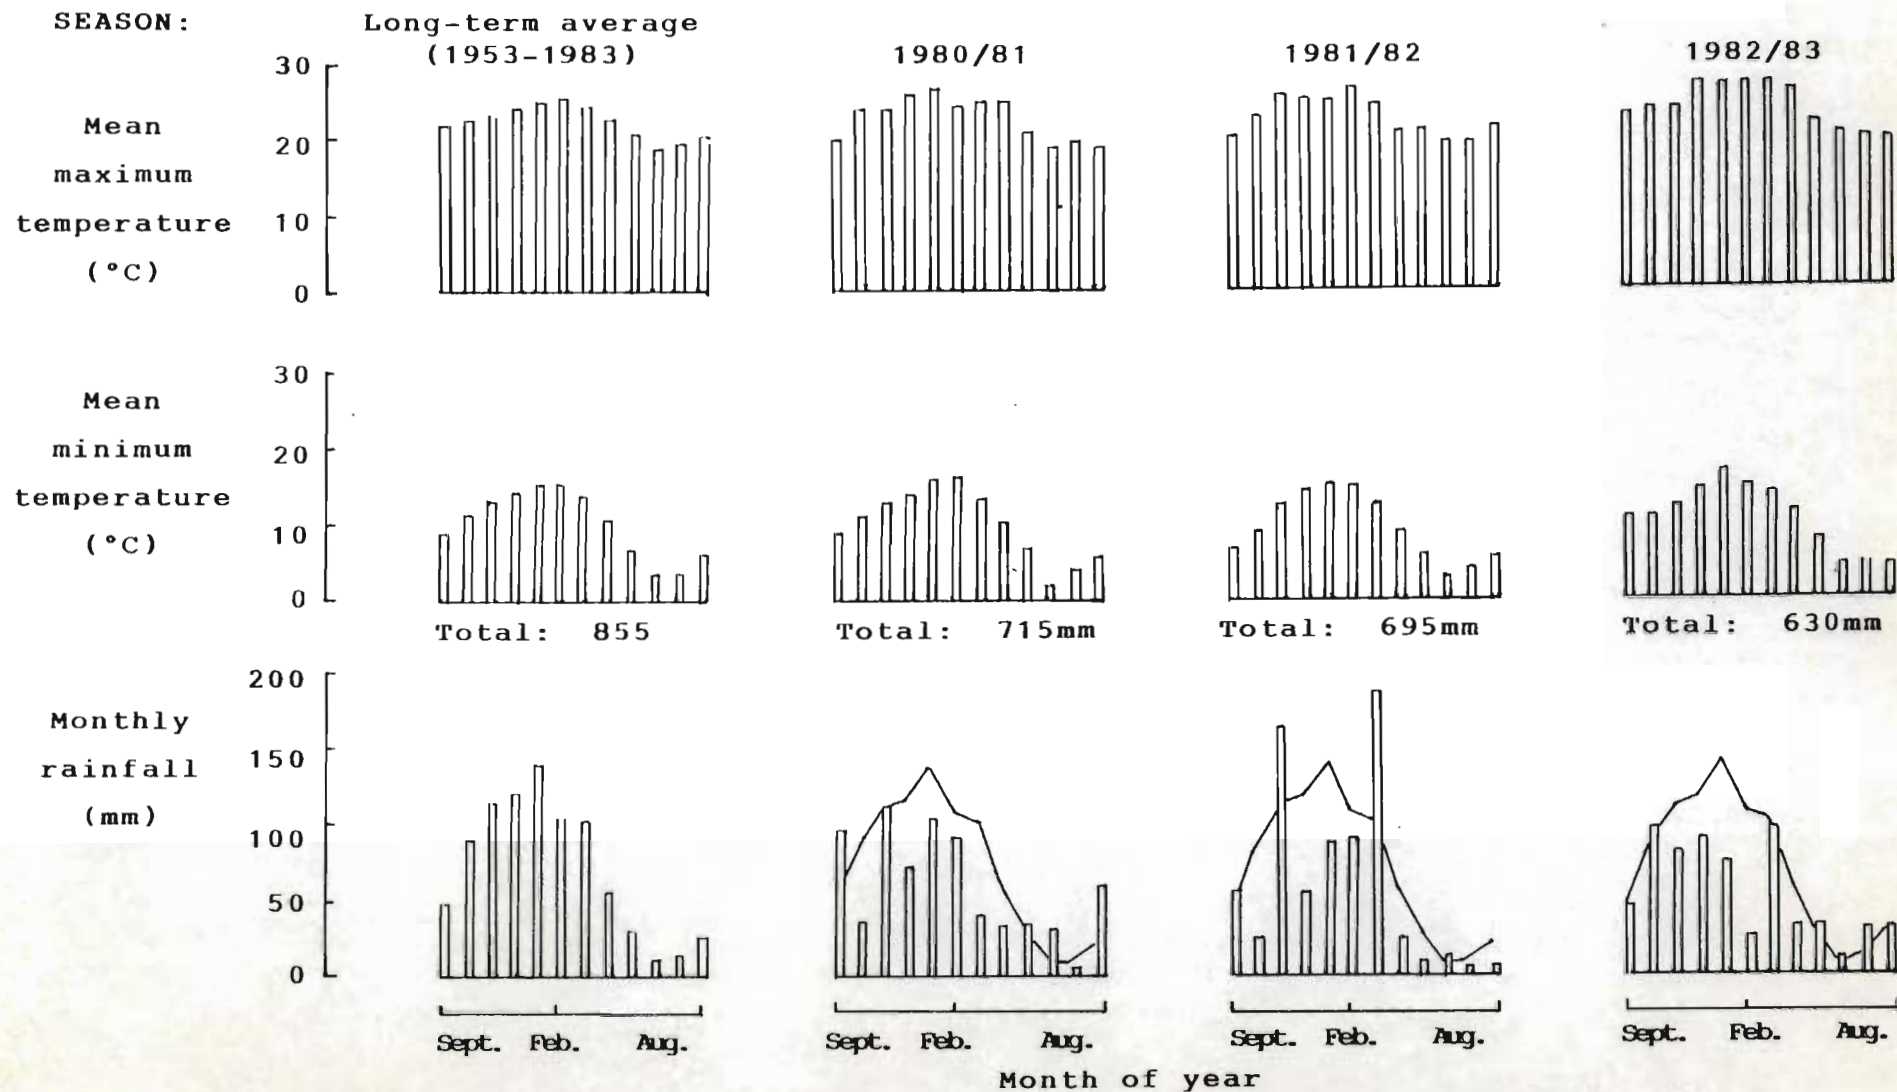 SEASON:
Long-term average
(1953-1983)
1980/81
1981/82
1982/83
Mean
maximum
temperature
(°C)
30
20
10
0
Mean
minimum
temperature
(°C)
30
20
10
0
Total: 855
Total: 715mm
Total: 695mm
Total: 630mm
Monthly
rainfall
(mm)
200
150
100
50
0
Sept. Feb. Aug.
Sept. Feb. Aug.
Sept. Feb. Aug.
Sept. Feb. Aug.
Month of year